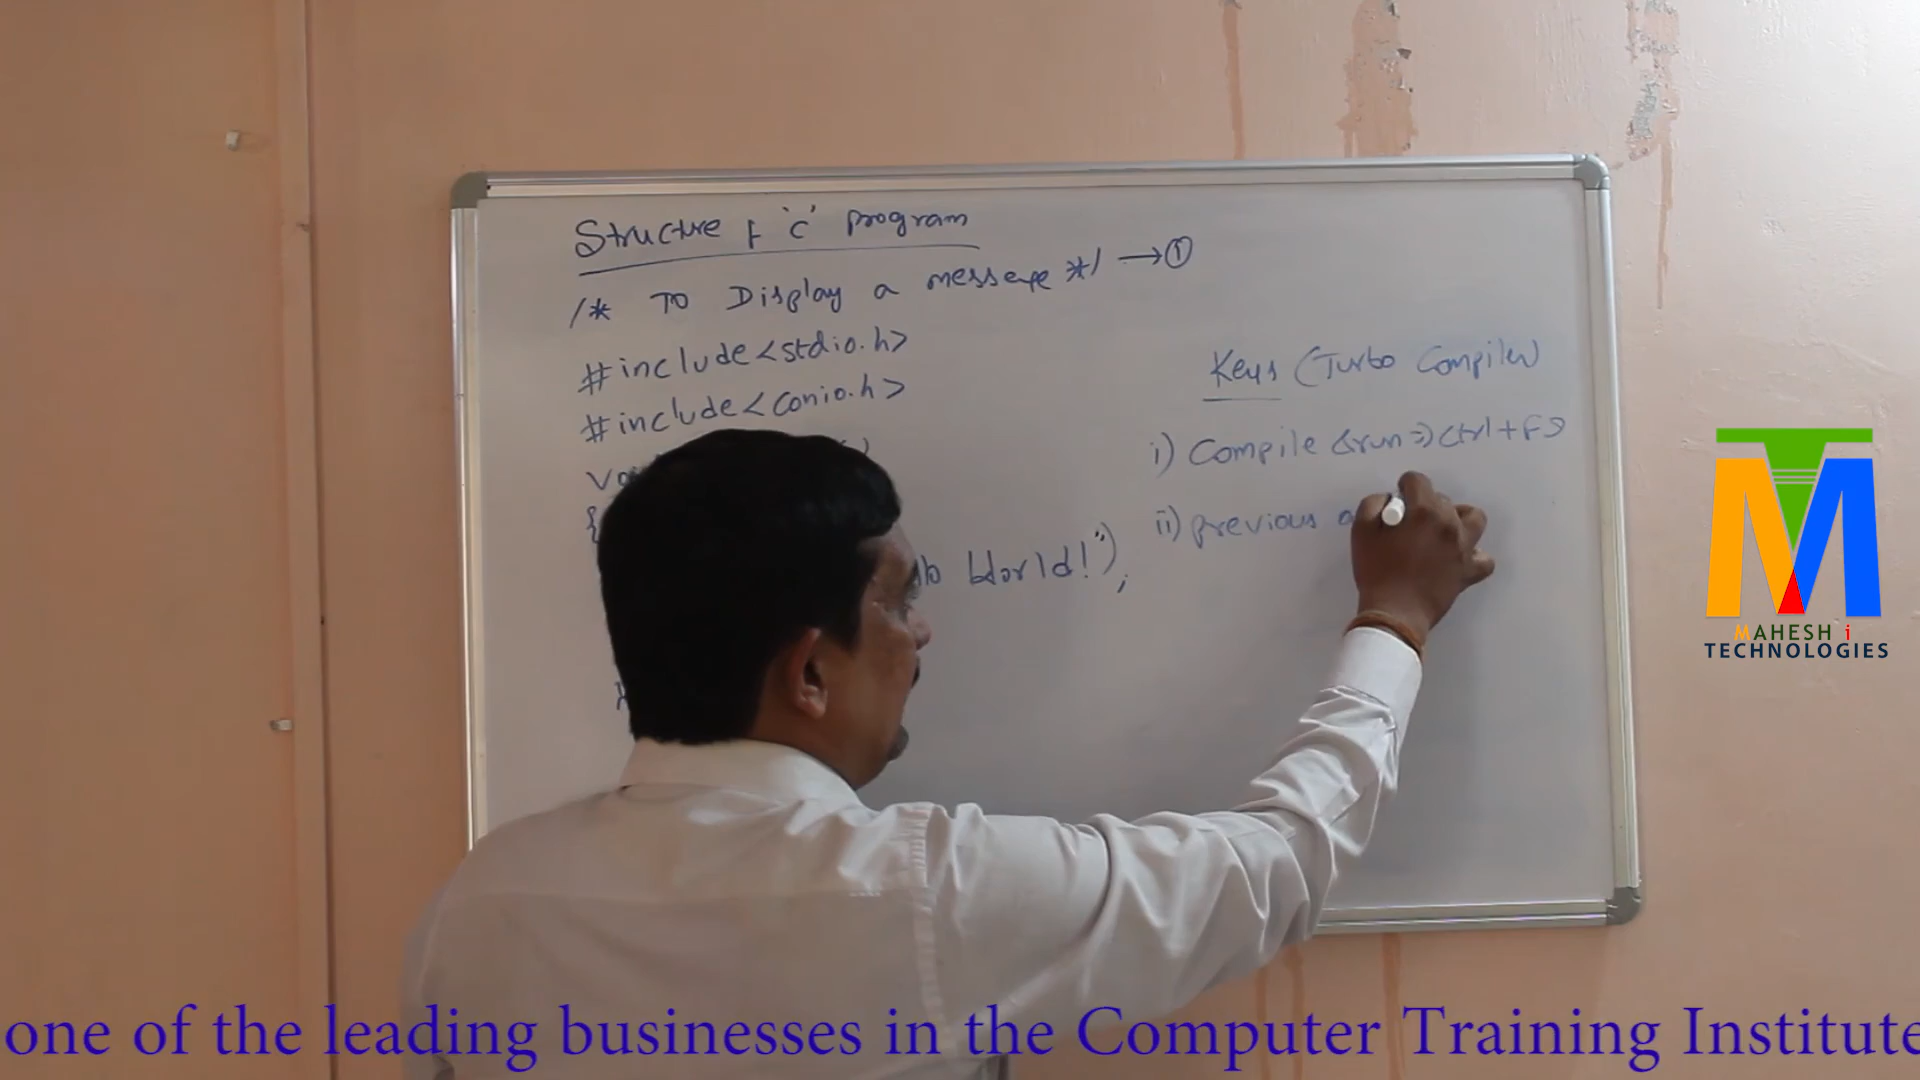 Structure of 'C' program
/* To Display a message */ → ①
#include<stdio.h>
#include<conio.h>
{
World!");
Keys (Turbo Compiler)
i) Compile & run => Ctrl+F9
ii) previous
MAHESH i
TECHNOLOGIES
one of the leading businesses in the Computer Training Institute